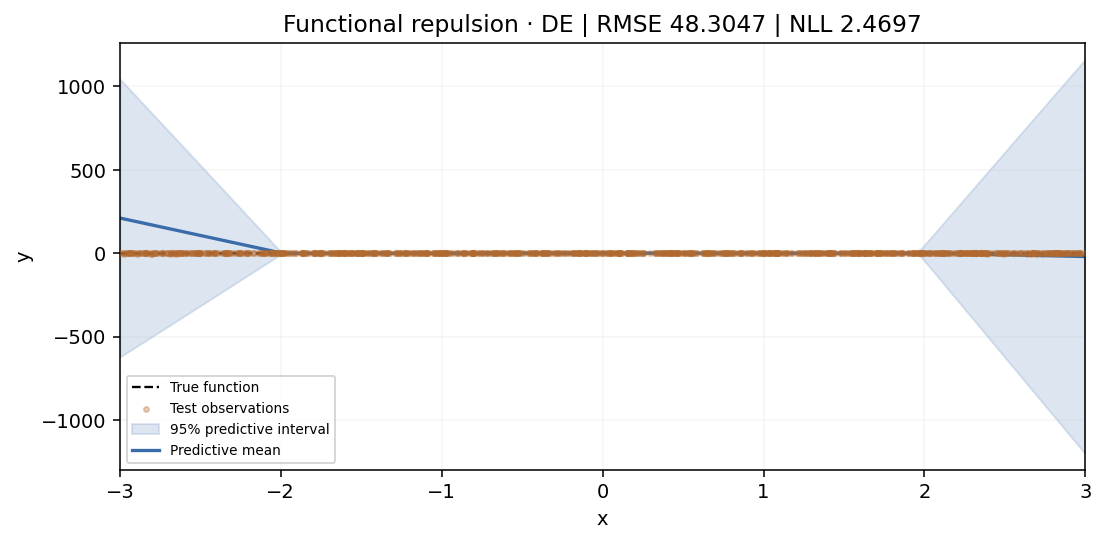 Functional repulsion · DE | RMSE 48.3047 | NLL 2.4697
1000
500
0
−500
−1000
y
True function
Test observations
95% predictive interval
Predictive mean
−3 −2 −1 0 1 2 3
x